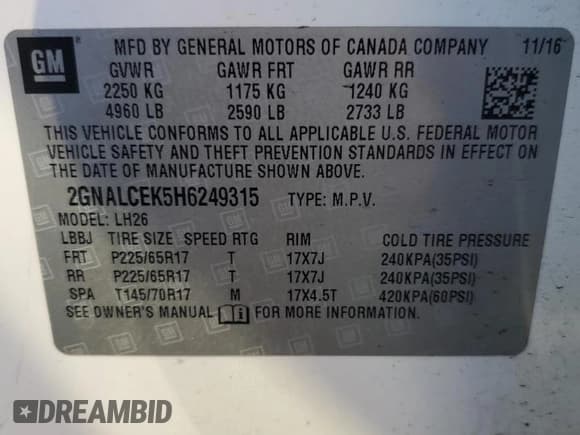 GM
MFD BY GENERAL MOTORS OF CANADA COMPANY 11/16
GVWR GAWR FRT GAWR RR
2250 KG 1175 KG 1240 KG
4960 LB 2590 LB 2733 LB
THIS VEHICLE CONFORMS TO ALL APPLICABLE U.S. FEDERAL MOTOR
VEHICLE SAFETY AND THEFT PREVENTION STANDARDS IN EFFECT ON
THE DATE OF MANUFACTURE SHOWN ABOVE.
2GNALCEK5H6249315 TYPE: M.P.V.
MODEL: LH26
LBBJ TIRE SIZE SPEED RTG RIM COLD TIRE PRESSURE
FRT P225/65R17 T 17X7J 240KPA(35PSI)
RR P225/65R17 T 17X7J 240KPA(35PSI)
SPA T145/70R17 M 17X4.5T 420KPA(60PSI)
SEE OWNER'S MANUAL i FOR MORE INFORMATION.
DREAMBID